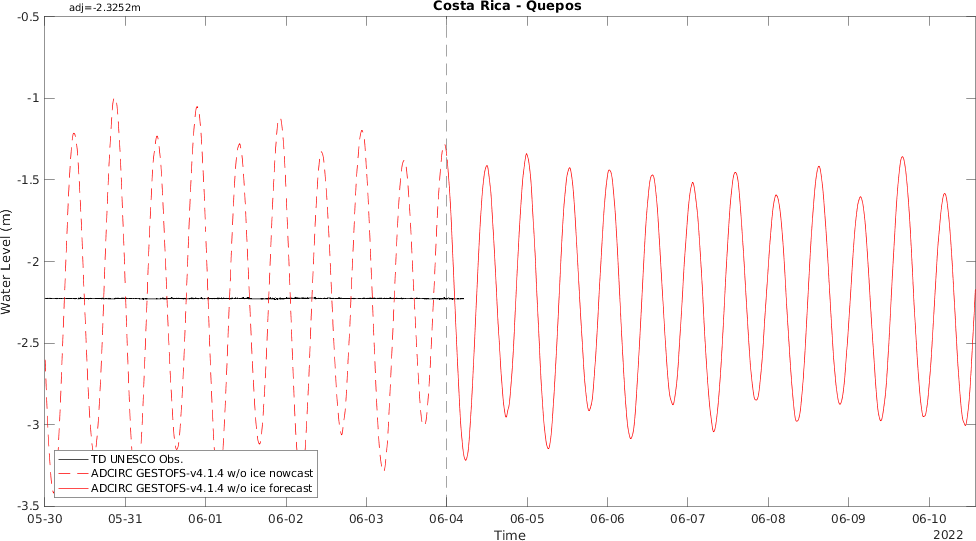 adj=-2.3252m
Costa Rica - Quepos
-0.5
-1
-1.5
-2
-2.5
-3
-3.5
Water Level (m)
TD UNESCO Obs.
ADCIRC GESTOFS-v4.1.4 w/o ice nowcast
ADCIRC GESTOFS-v4.1.4 w/o ice forecast
05-30 05-31 06-01 06-02 06-03 06-04 06-05 06-06 06-07 06-08 06-09 06-10
Time
2022